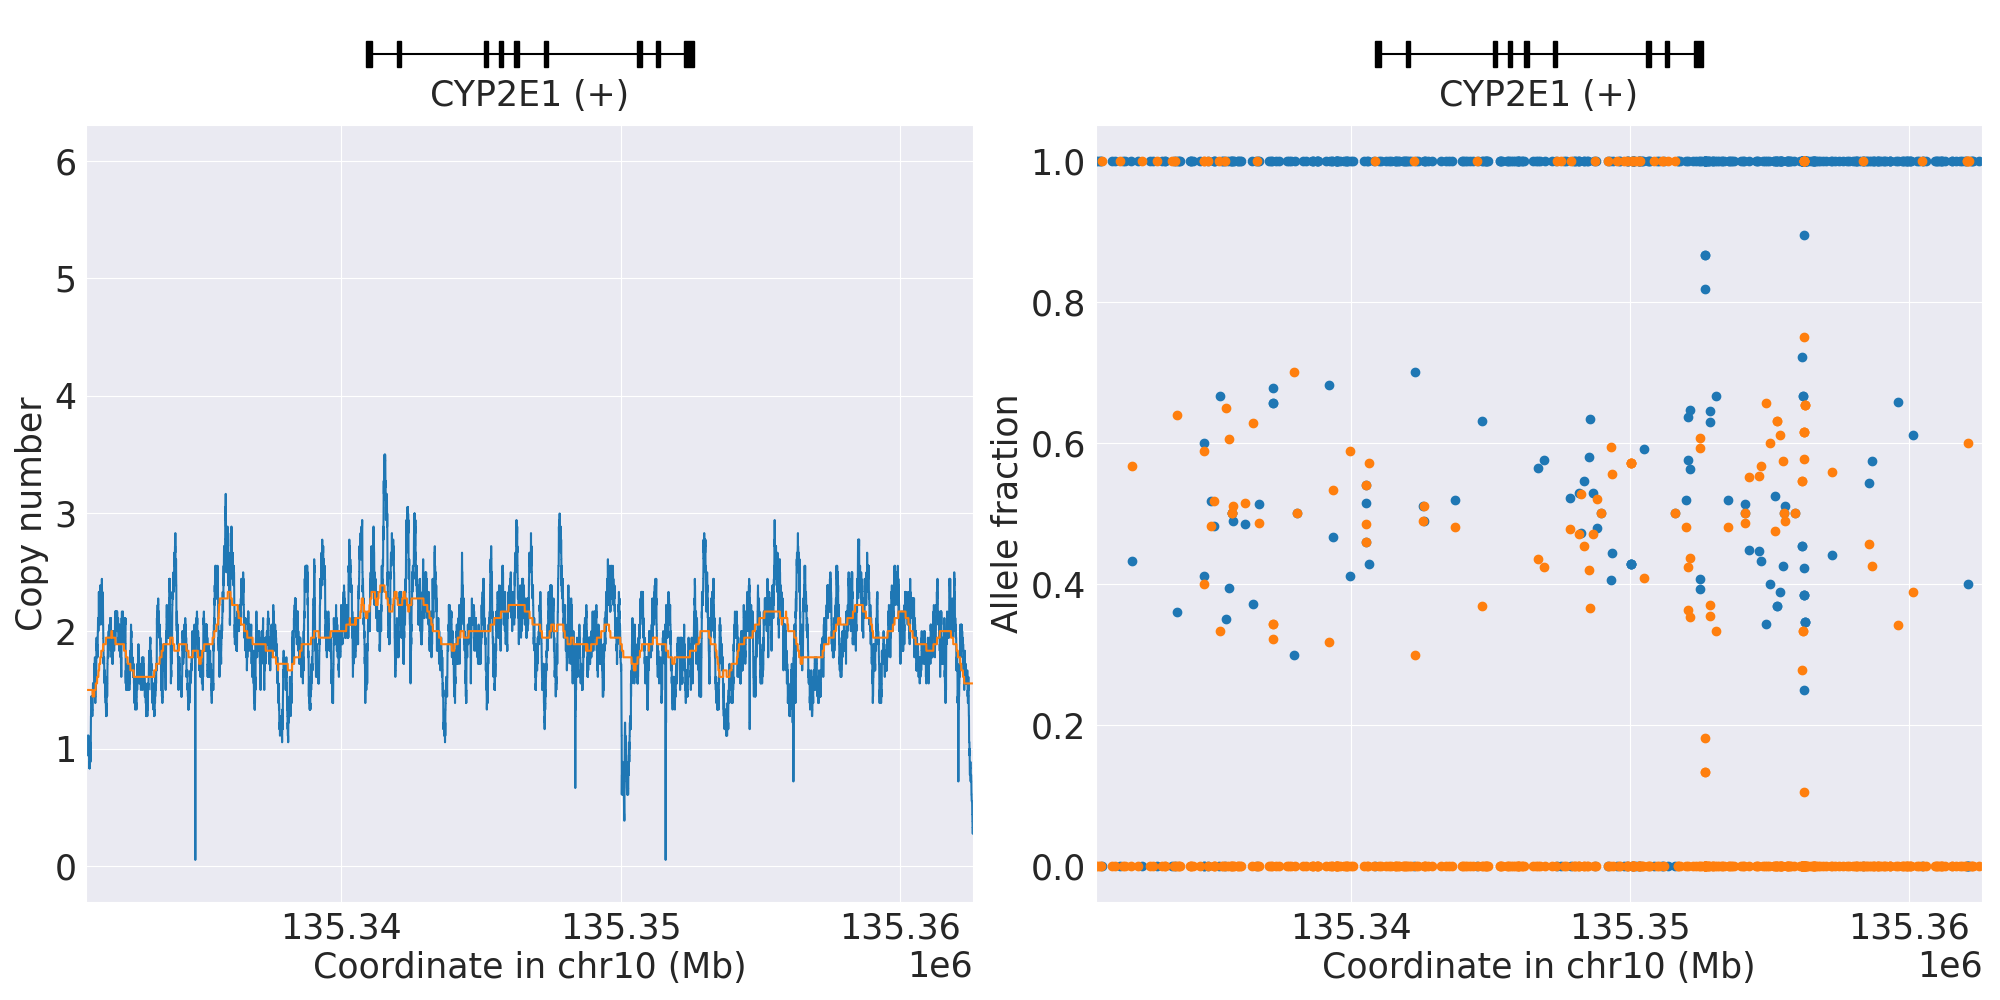 CYP2E1 (+)
6
5
4
3
2
1
0
Copy number
135.34 135.35 135.36
Coordinate in chr10 (Mb) 1e6
CYP2E1 (+)
1.0
0.8
0.6
0.4
0.2
0.0
Allele fraction
135.34 135.35 135.36
Coordinate in chr10 (Mb) 1e6